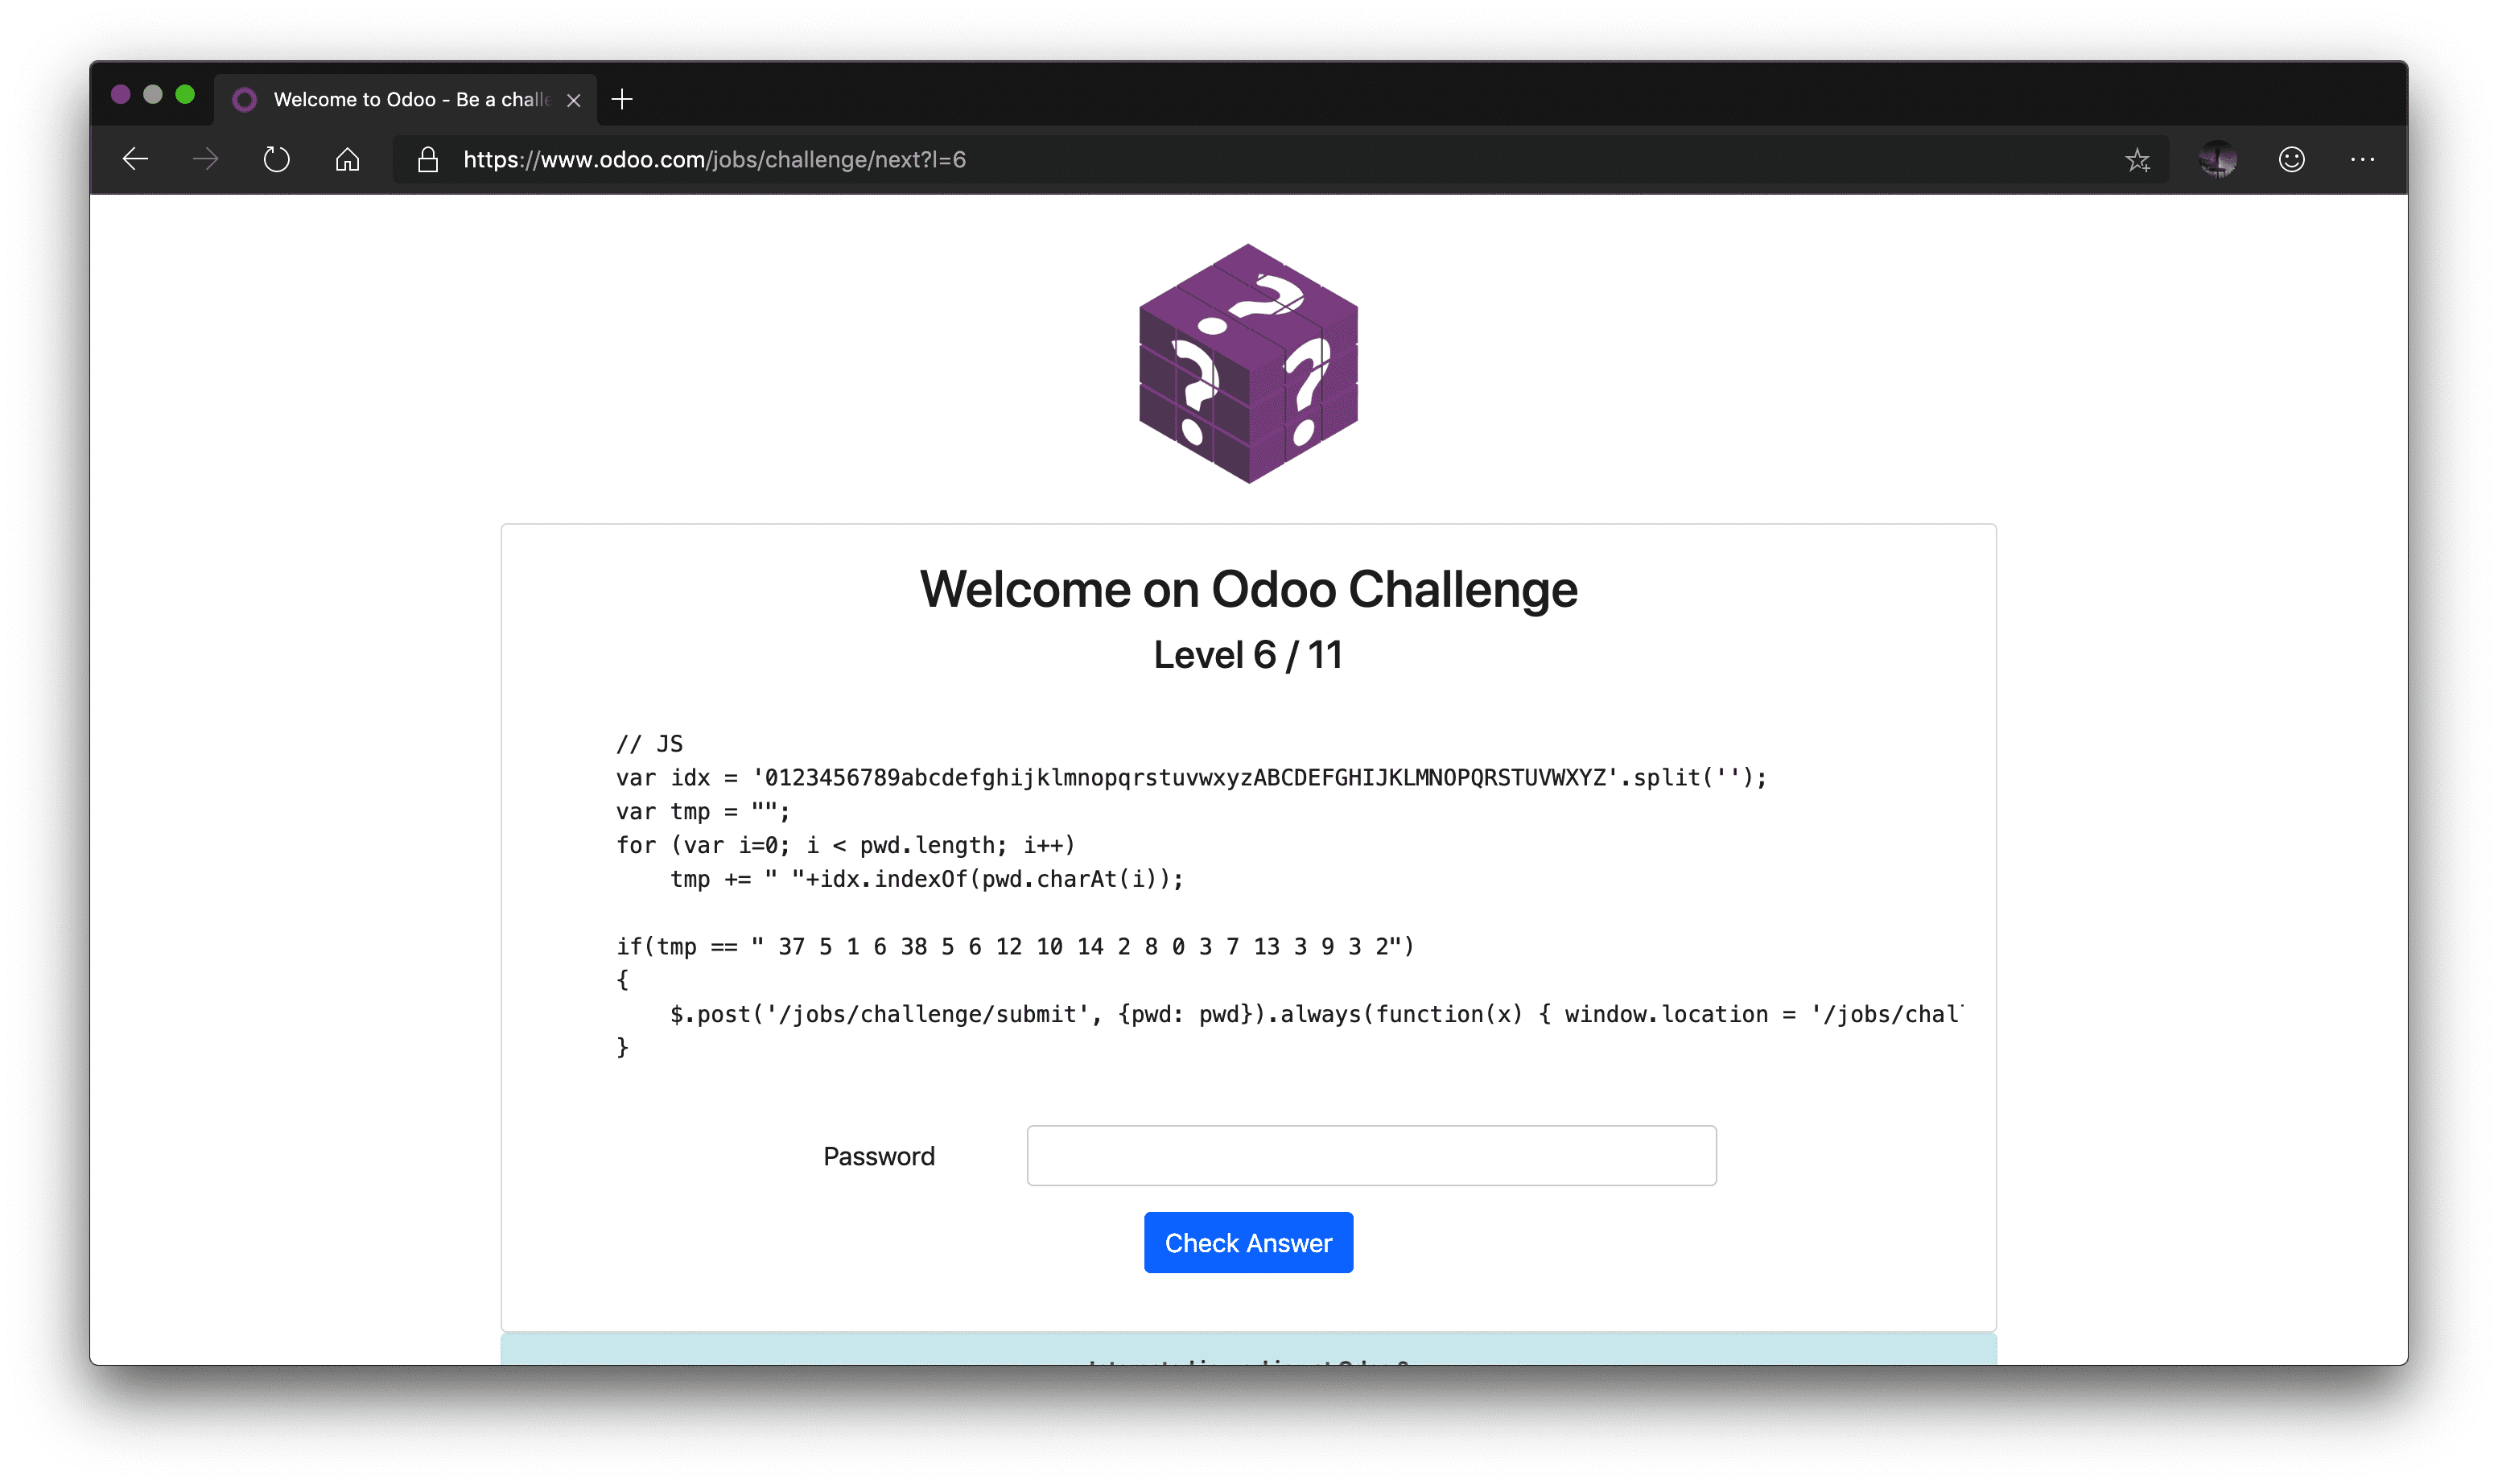 Welcome to Odoo - Be a challe
https://www.odoo.com/jobs/challenge/next?l=6
? ? ?
Welcome on Odoo Challenge
Level 6 / 11
// JS
var idx = '0123456789abcdefghijklmnopqrstuvwxyzABCDEFGHIJKLMNOPQRSTUVWXYZ'.split('');
var tmp = "";
for (var i=0; i < pwd.length; i++)
    tmp += " "+idx.indexOf(pwd.charAt(i));
if(tmp == " 37 5 1 6 38 5 6 12 10 14 2 8 0 3 7 13 3 9 3 2")
{
    $.post('/jobs/challenge/submit', {pwd: pwd}).always(function(x) { window.location = '/jobs/chal
}
Password
Check Answer